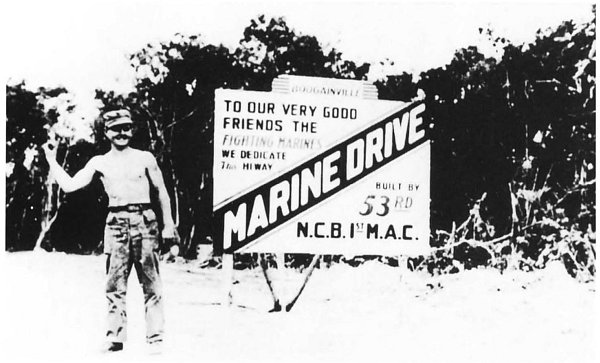 BOUGAINVILLE
TO OUR VERY GOOD
FRIENDS THE
FIGHTING MARINES
WE DEDICATE
This HIWAY
MARINE DRIVE
BUILT BY
53RD
N.C.B. 1ST M.A.C.